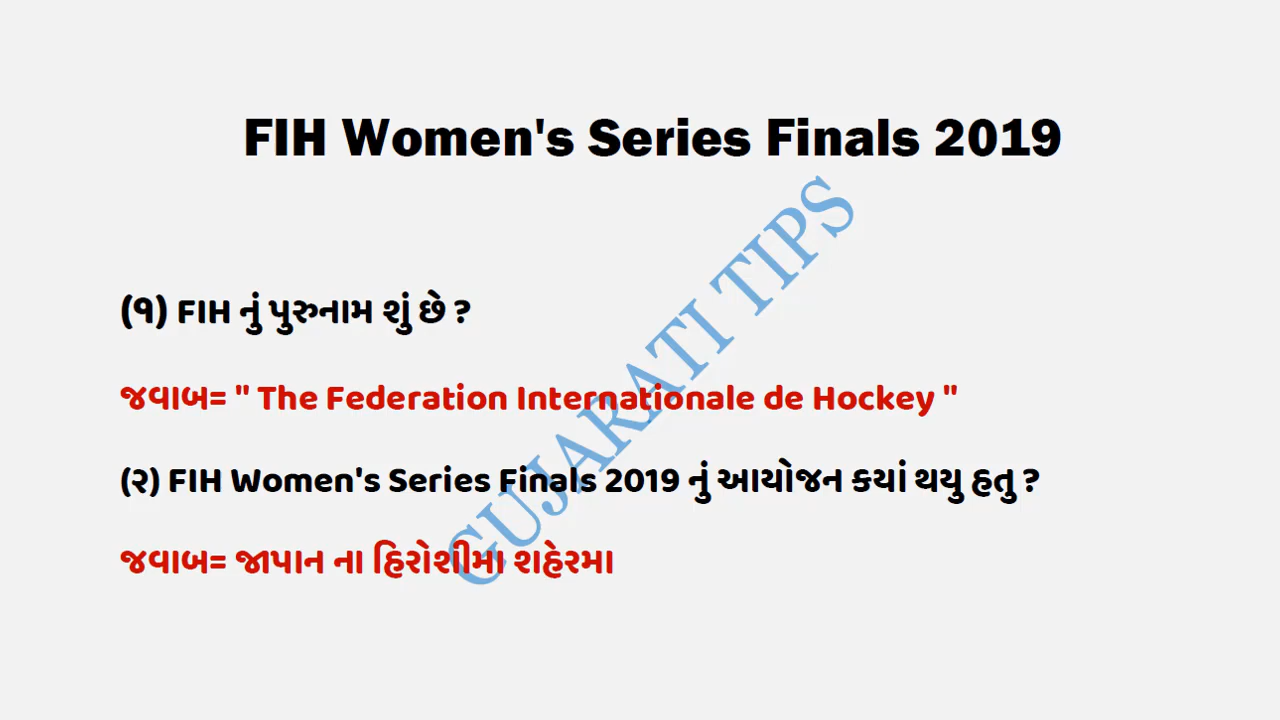 FIH Women's Series Finals 2019
(૧) FIH નું પુરુનામ શું છે ?
જવાબ= " The Federation Internationale de Hockey "
(૨) FIH Women's Series Finals 2019 નું આયોજન કયાં થયુ હતુ ?
જવાબ= જાપાન ના હિરોશીમા શહેરમા
GUJARATI TIPS